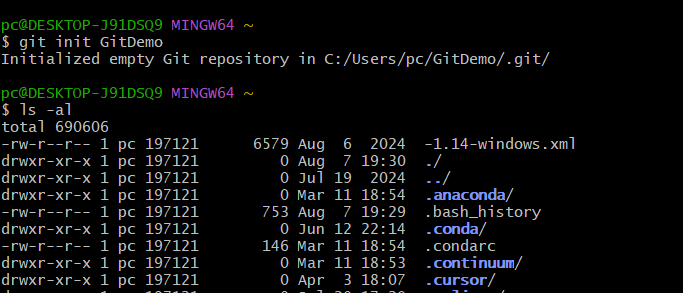 pc@DESKTOP-J91DSQ9 MINGW64 ~
$ git init GitDemo
Initialized empty Git repository in C:/Users/pc/GitDemo/.git/
pc@DESKTOP-J91DSQ9 MINGW64 ~
$ ls -al
total 690606
-rw-r--r-- 1 pc 197121      6579 Aug  6  2024 -1.14-windows.xml
drwxr-xr-x 1 pc 197121         0 Aug  7 19:30 ./
drwxr-xr-x 1 pc 197121         0 Jul 19  2024 ../
drwxr-xr-x 1 pc 197121         0 Mar 11 18:54 .anaconda/
-rw-r--r-- 1 pc 197121       753 Aug  7 19:29 .bash_history
drwxr-xr-x 1 pc 197121         0 Jun 12 22:14 .conda/
-rw-r--r-- 1 pc 197121       146 Mar 11 18:54 .condarc
drwxr-xr-x 1 pc 197121         0 Mar 11 18:53 .continuum/
drwxr-xr-x 1 pc 197121         0 Apr  3 18:07 .cursor/